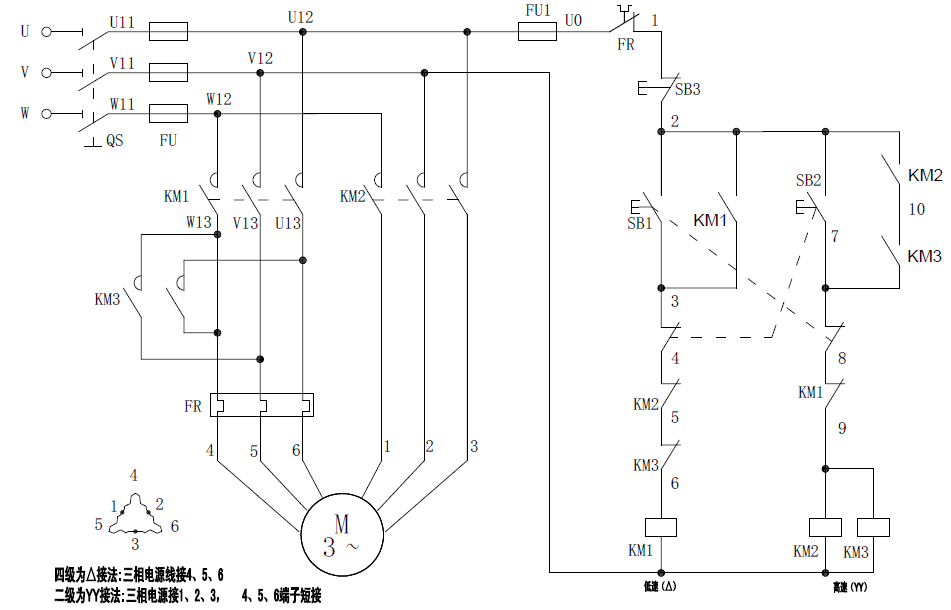 U12
U U11 FU1 U0 1
FR
V V11 V12
SB3
W W11 W12
QS FU 2
KM1 KM2 SB2 KM2
W13 V13 U13 SB1 KM1 10
7
KM3
KM3 3
4 8
KM2 KM1
FR 5 9
4 5 6 1 2 3
KM3
6
4
1 2
5 6
3
M
3 ~
KM1 KM2 KM3
四级为△接法:三相电源线接4、5、6
低速(△) 高速(YY)
二级为YY接法:三相电源接1、2、3, 4、5、6端子短接